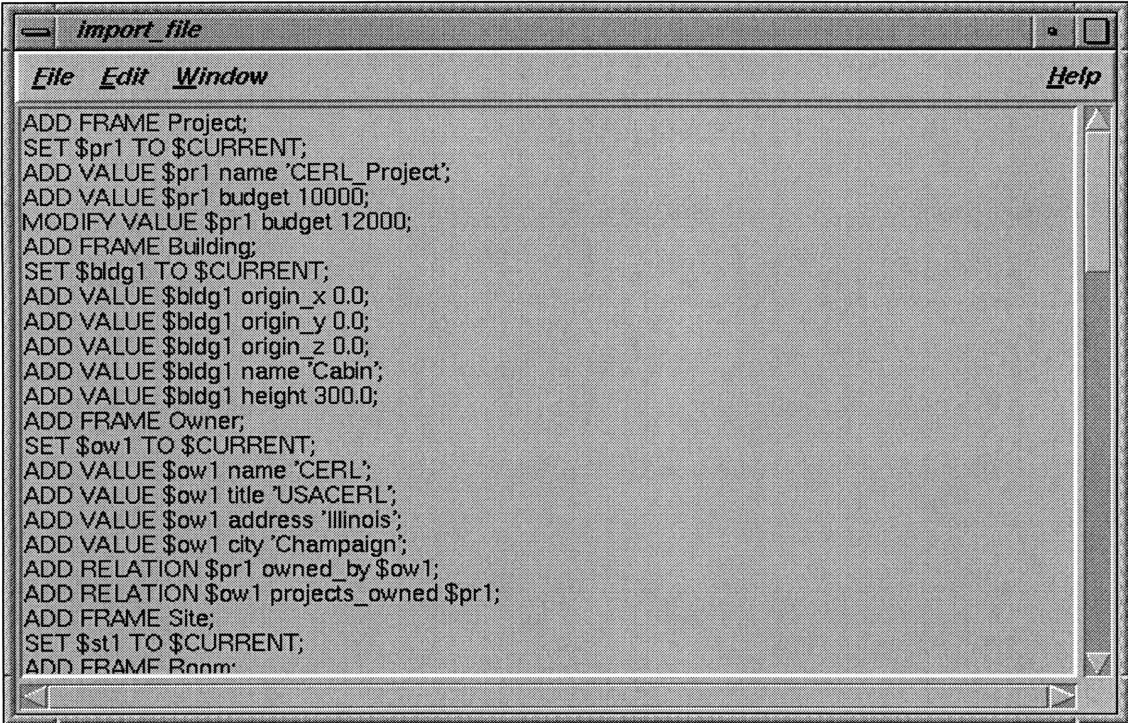 import_file
File Edit Window Help
ADD FRAME Project;
SET $pr1 TO $CURRENT;
ADD VALUE $pr1 name 'CERL_Project';
ADD VALUE $pr1 budget 10000;
MODIFY VALUE $pr1 budget 12000;
ADD FRAME Building;
SET $bldg1 TO $CURRENT;
ADD VALUE $bldg1 origin_x 0.0;
ADD VALUE $bldg1 origin_y 0.0;
ADD VALUE $bldg1 origin_z 0.0;
ADD VALUE $bldg1 name 'Cabin';
ADD VALUE $bldg1 height 300.0;
ADD FRAME Owner;
SET $ow1 TO $CURRENT;
ADD VALUE $ow1 name 'CERL';
ADD VALUE $ow1 title 'USACERL';
ADD VALUE $ow1 address 'Illinois';
ADD VALUE $ow1 city 'Champaign';
ADD RELATION $pr1 owned_by $ow1;
ADD RELATION $ow1 projects_owned $pr1;
ADD FRAME Site;
SET $st1 TO $CURRENT;
ADD FRAME Room;